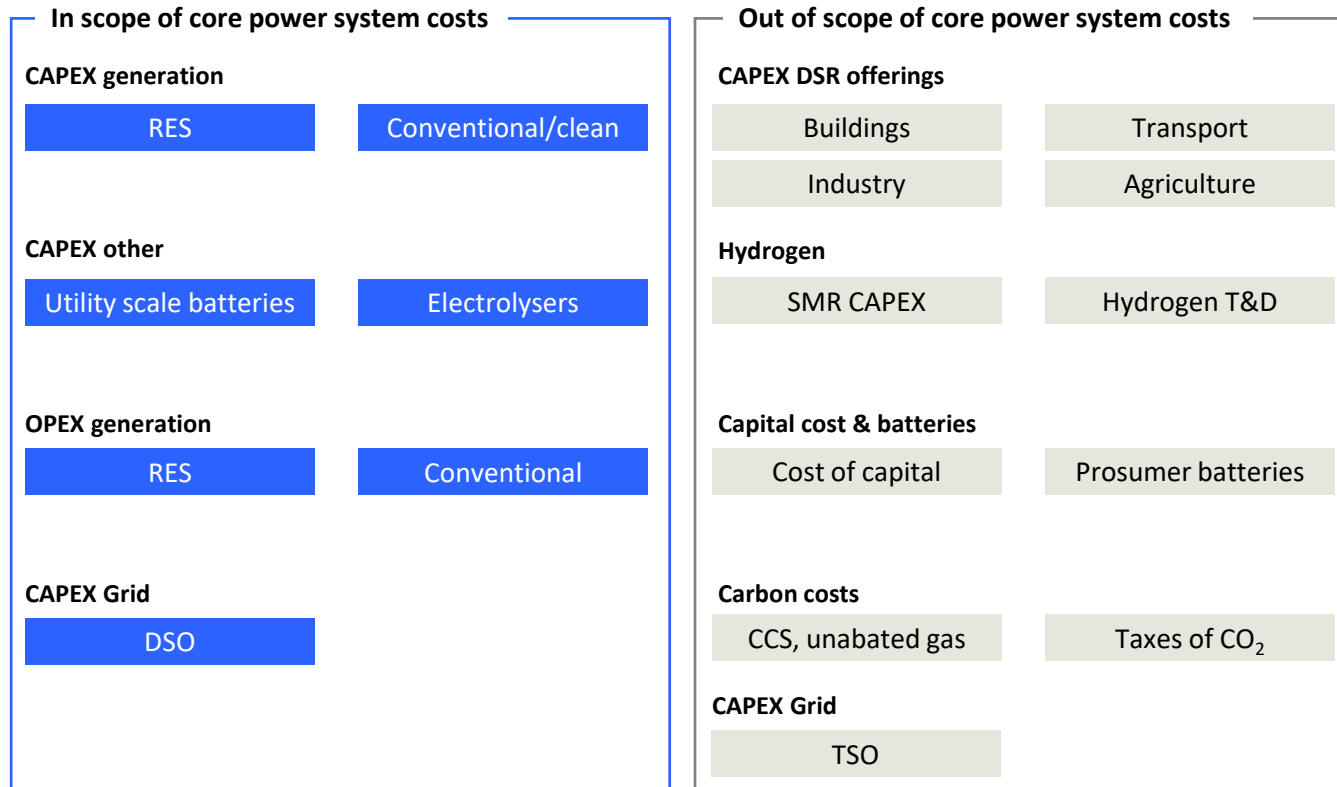 In scope of core power system costs
CAPEX generation
RES
Conventional/clean
CAPEX other
Utility scale batteries
Electrolysers
OPEX generation
RES
Conventional
CAPEX Grid
DSO
Out of scope of core power system costs
CAPEX DSR offerings
Buildings
Transport
Industry
Agriculture
Hydrogen
SMR CAPEX
Hydrogen T&D
Capital cost & batteries
Cost of capital
Prosumer batteries
Carbon costs
CCS, unabated gas
Taxes of CO₂
CAPEX Grid
TSO